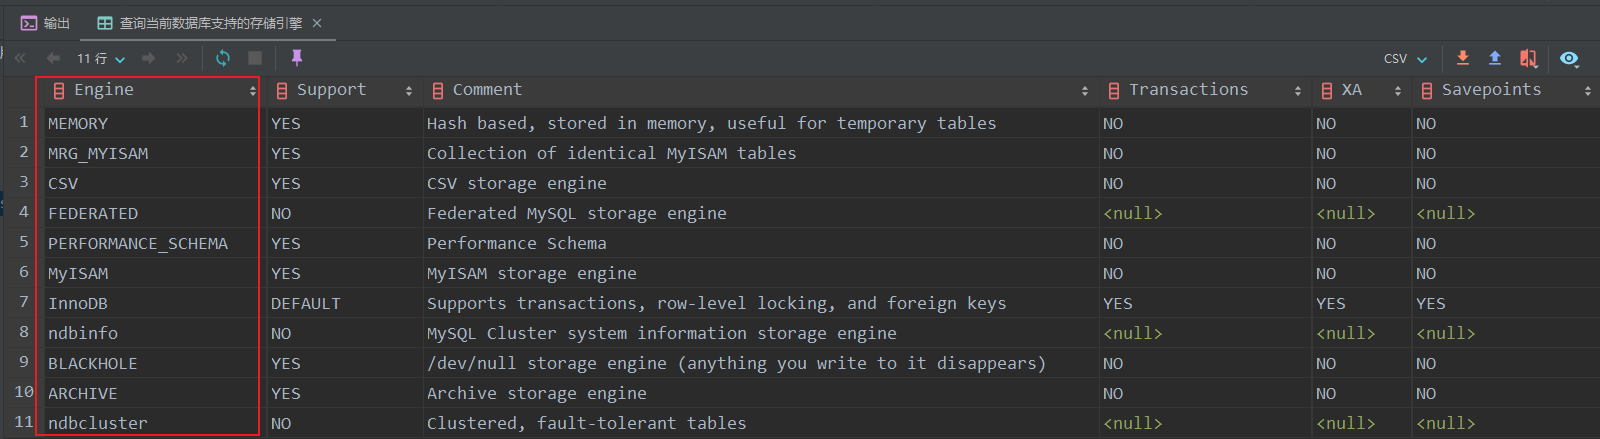 输出 查询当前数据库支持的存储引擎
11 行 CSV
Engine Support Comment Transactions XA Savepoints
1 MEMORY YES Hash based, stored in memory, useful for temporary tables NO NO NO
2 MRG_MYISAM YES Collection of identical MyISAM tables NO NO NO
3 CSV YES CSV storage engine NO NO NO
4 FEDERATED NO Federated MySQL storage engine <null> <null> <null>
5 PERFORMANCE_SCHEMA YES Performance Schema NO NO NO
6 MyISAM YES MyISAM storage engine NO NO NO
7 InnoDB DEFAULT Supports transactions, row-level locking, and foreign keys YES YES YES
8 ndbinfo NO MySQL Cluster system information storage engine <null> <null> <null>
9 BLACKHOLE YES /dev/null storage engine (anything you write to it disappears) NO NO NO
10 ARCHIVE YES Archive storage engine NO NO NO
11 ndbcluster NO Clustered, fault-tolerant tables <null> <null> <null>